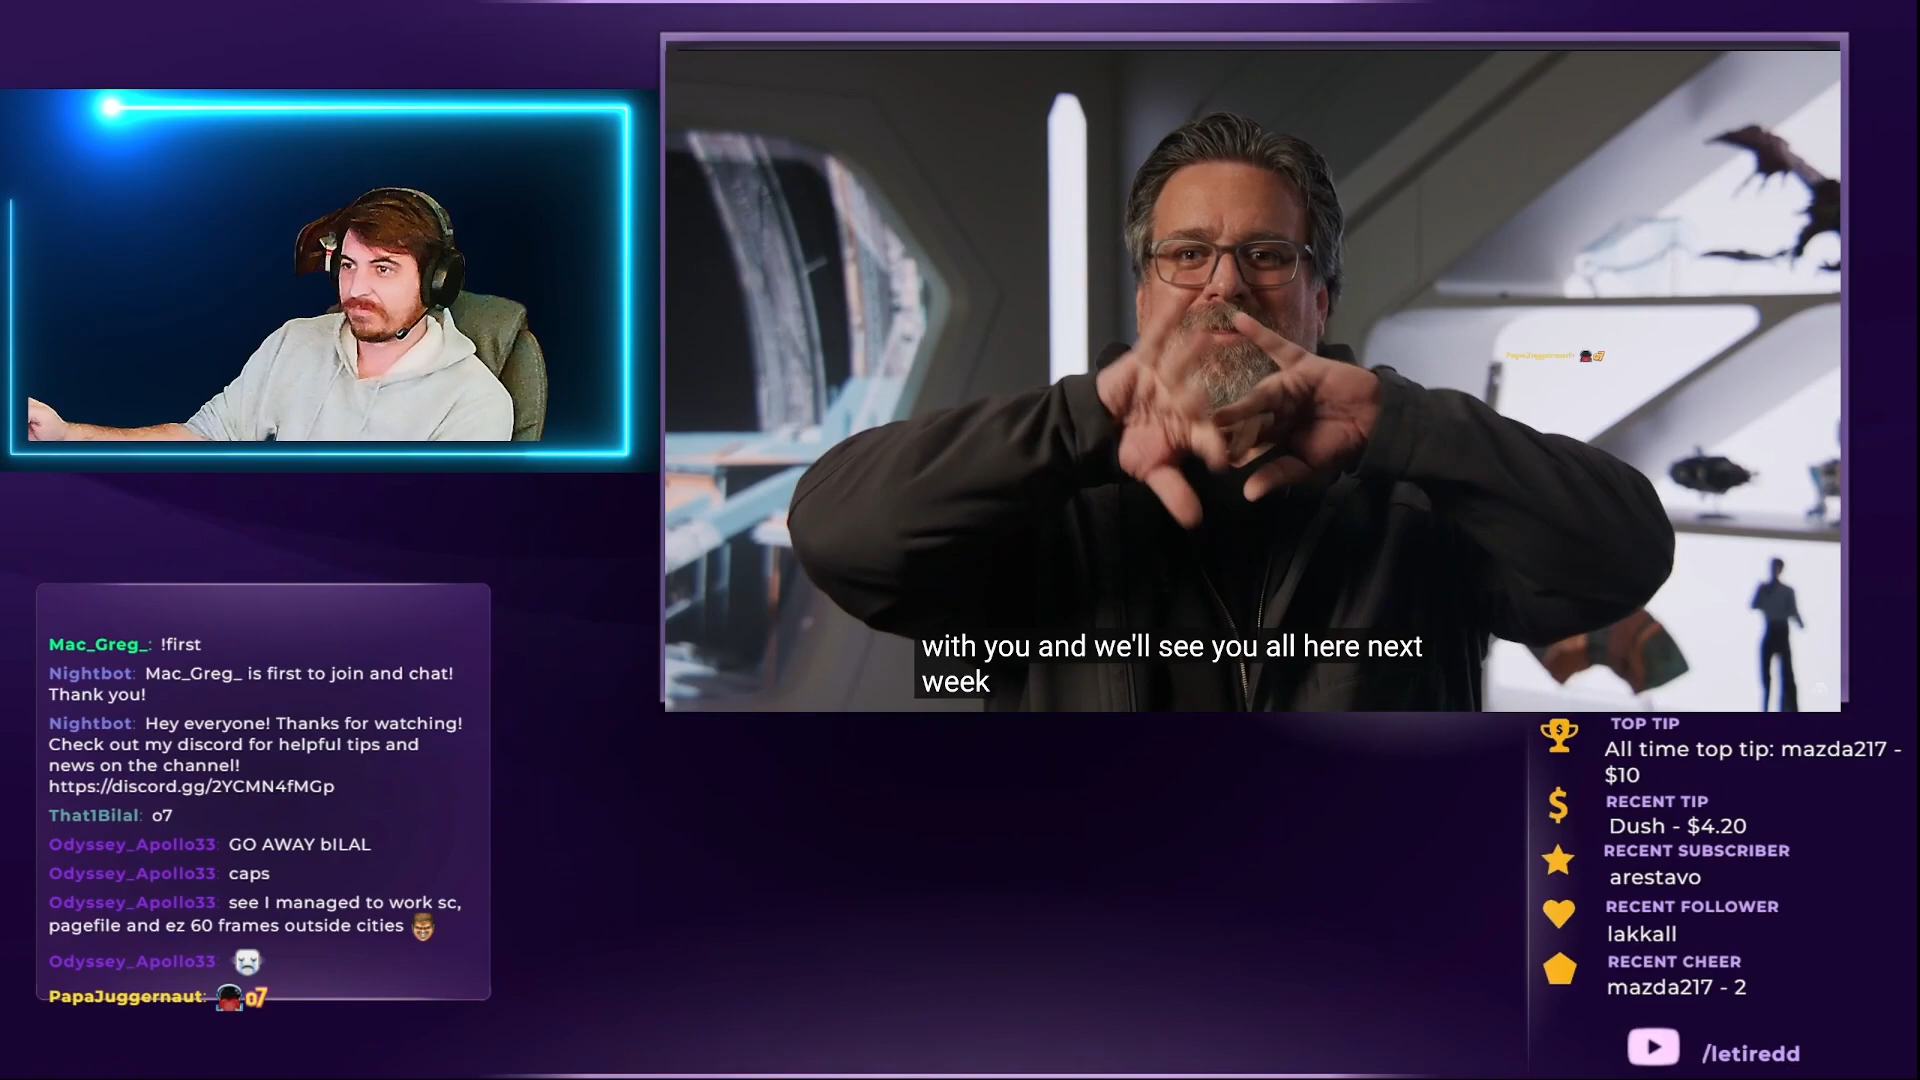 Mac_Greg_: !first
Nightbot: Mac_Greg_ is first to join and chat!
Thank you!
Nightbot: Hey everyone! Thanks for watching!
Check out my discord for helpful tips and
news on the channel!
https://discord.gg/2YCMN4fMGp
That1Bilal: o7
Odyssey_Apollo33: GO AWAY bILAL
Odyssey_Apollo33: caps
Odyssey_Apollo33: see I managed to work sc,
pagefile and ez 60 frames outside cities
Odyssey_Apollo33:
PapaJuggernaut: o7
PapaJuggernaut: o7
with you and we'll see you all here next
week
TOP TIP
All time top tip: mazda217 -
$10
RECENT TIP
Dush - $4.20
RECENT SUBSCRIBER
arestavo
RECENT FOLLOWER
lakkall
RECENT CHEER
mazda217 - 2
/letiredd